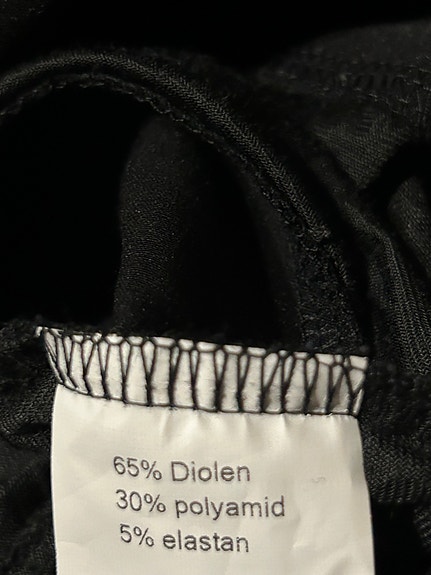 65% Diolen
30% polyamid
5% elastan